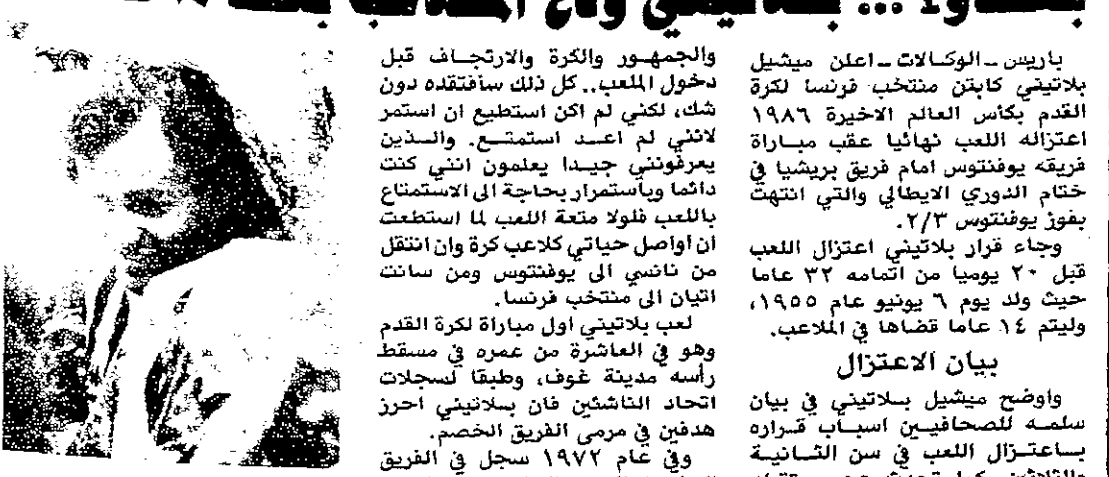 بلاتيني وداع
باريس ـ الوكالات ـ اعلن ميشيل
بلاتيني كابتن منتخب فرنسا لكرة
القدم بكأس العالم الاخيرة ١٩٨٦
اعتزاله اللعب نهائيا عقب مباراة
فريقه يوفنتوس امام فريق بريشيا في
ختام الدوري الايطالي والتي انتهت
بفوز يوفنتوس ٢/٣.
وجاء قرار بلاتيني اعتزال اللعب
قبل ٢٠ يوميا من اتمامه ٣٢ عاما
حيث ولد يوم ٦ يونيو عام ١٩٥٥،
وليتم ١٤ عاما قضاها في الملاعب.
بيان الاعتزال
واوضح ميشيل بلاتيني في بيان
سلمه للصحافيين اسباب قراره
باعتزال اللعب في سن الثانية
والجمهور والكرة والارتجاف قبل
دخول الملعب.. كل ذلك سأفتقده دون
شك، لكني لم اكن استطيع ان استمر
لانني لم اعد استمتع. والذين
يعرفونني جيدا يعلمون انني كنت
دائما وبأستمرار بحاجة الى الاستمتاع
باللعب فلولا متعة اللعب لما استطعت
ان اواصل حياتي كلاعب كرة وان انتقل
من نانسي الى يوفنتوس ومن سانت
اتيان الى منتخب فرنسا.
لعب بلاتيني اول مباراة لكرة القدم
وهو في العاشرة من عمره في مسقط
رأسه مدينة غوف، وطبقا لسجلات
اتحاد الناشئين فان بلاتيني احرز
هدفين في مرمى الفريق الخصم.
وفي عام ١٩٧٢ سجل في الفريق